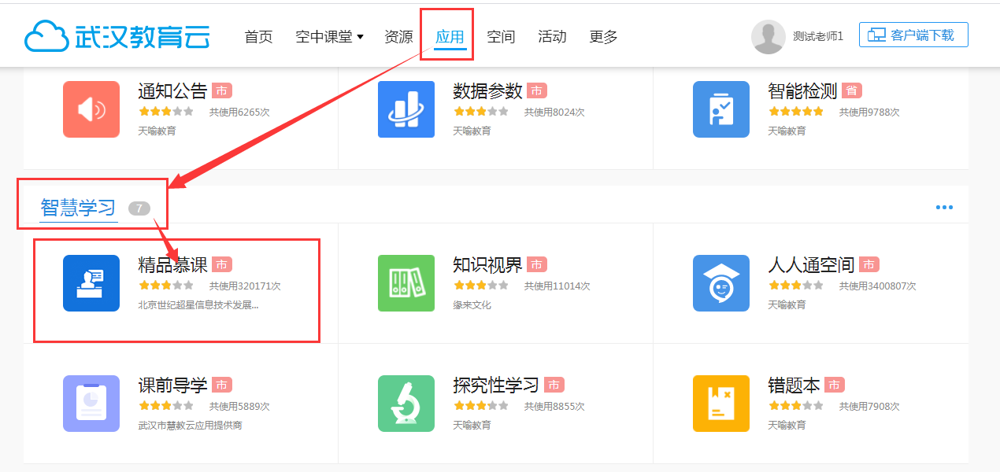 武汉教育云
首页 空中课堂 资源 应用 空间 活动 更多
测试老师1
客户端下载
通知公告 市
共使用6265次
天喻教育
数据参数 市
共使用8024次
天喻教育
智能检测 省
共使用9788次
天喻教育
智慧学习 7
精品慕课 市
共使用320171次
北京世纪超星信息技术发展...
知识视界 市
共使用11014次
缘来文化
人人通空间 市
共使用3400807次
天喻教育
课前导学 市
共使用5889次
武汉市慧教云应用提供商
探究性学习 市
共使用8855次
天喻教育
错题本 市
共使用7908次
天喻教育